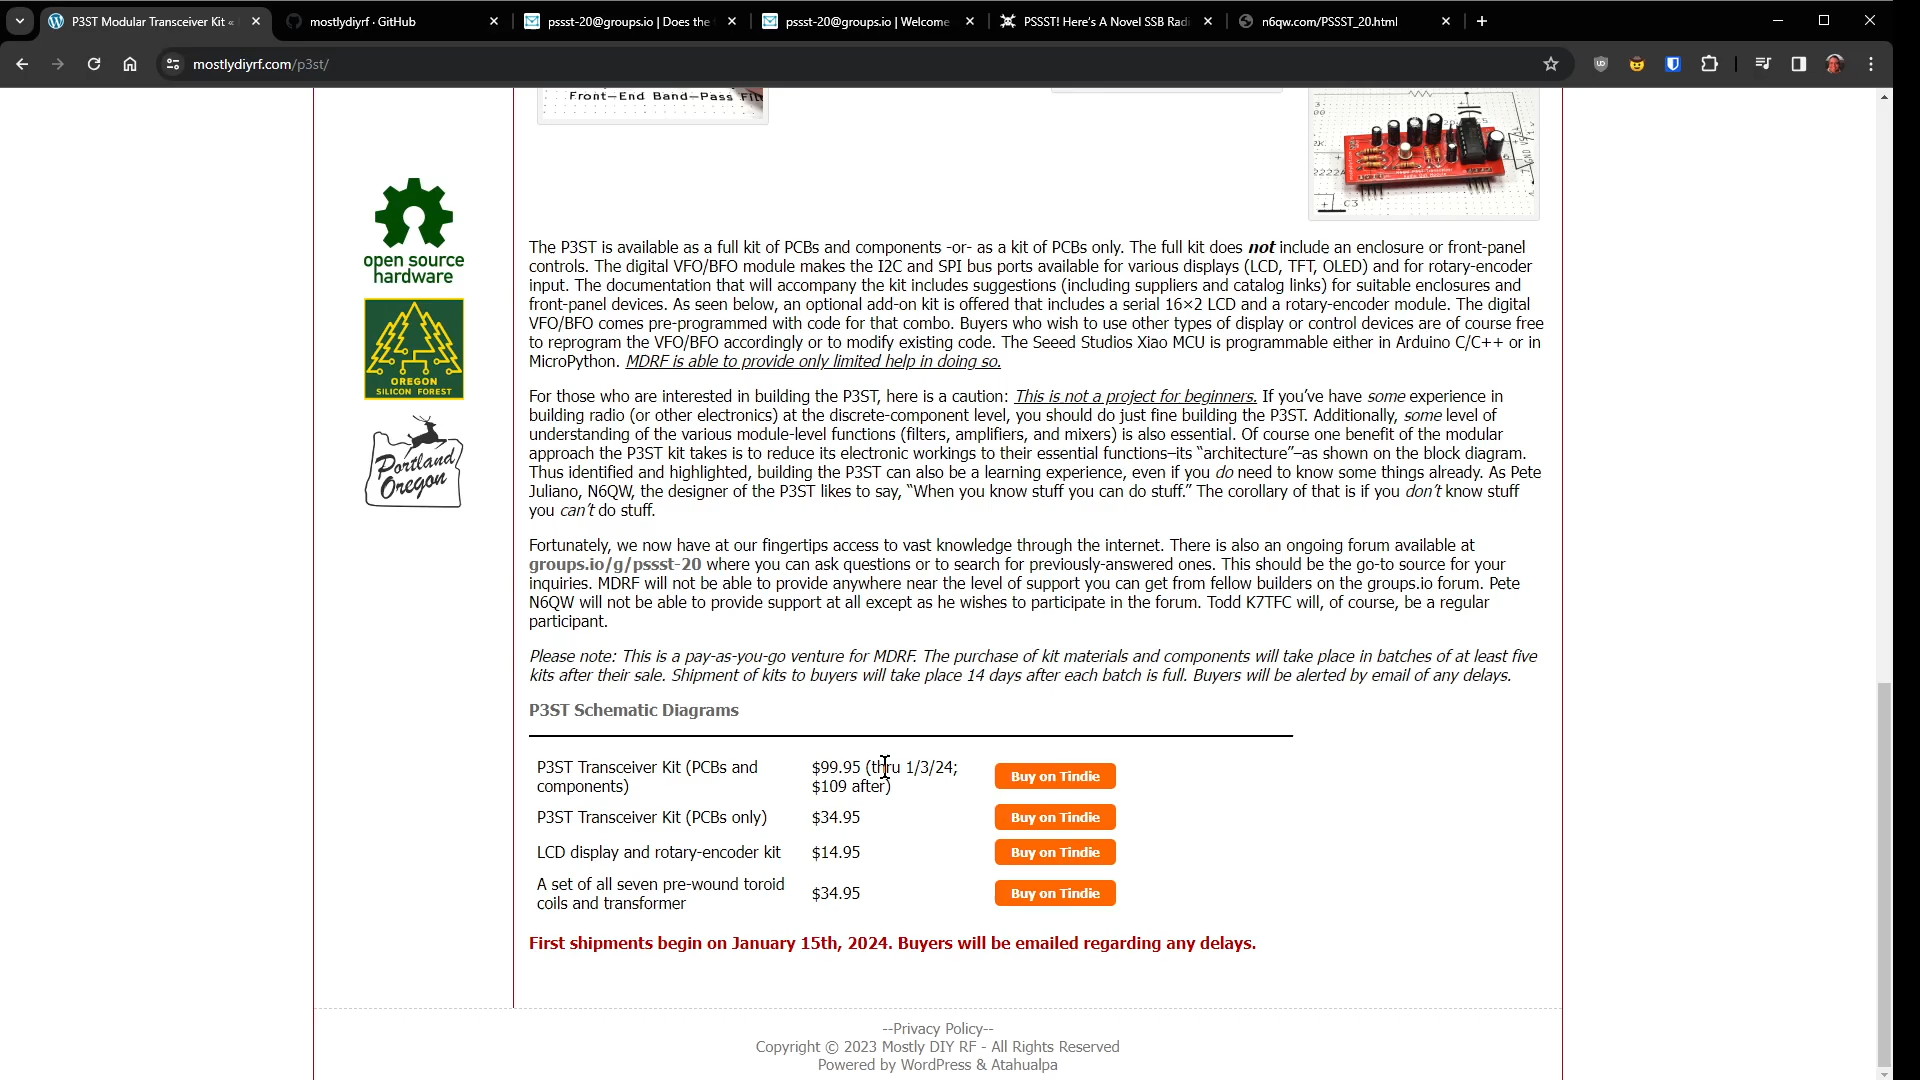 P3ST Modular Transceiver Kit «
mostlydiyrf · GitHub
pssst-20@groups.io | Does the
pssst-20@groups.io | Welcome
PSSST! Here's A Novel SSB Radi
n6qw.com/PSSST_20.html
mostlydiyrf.com/p3st/
Front-End Band-Pass Fil
open source
hardware
OREGON
SILICON FOREST
Portland
Oregon
C3
The P3ST is available as a full kit of PCBs and components -or- as a kit of PCBs only. The full kit does not include an enclosure or front-panel
controls. The digital VFO/BFO module makes the I2C and SPI bus ports available for various displays (LCD, TFT, OLED) and for rotary-encoder
input. The documentation that will accompany the kit includes suggestions (including suppliers and catalog links) for suitable enclosures and
front-panel devices. As seen below, an optional add-on kit is offered that includes a serial 16×2 LCD and a rotary-encoder module. The digital
VFO/BFO comes pre-programmed with code for that combo. Buyers who wish to use other types of display or control devices are of course free
to reprogram the VFO/BFO accordingly or to modify existing code. The Seeed Studios Xiao MCU is programmable either in Arduino C/C++ or in
MicroPython. MDRF is able to provide only limited help in doing so.
For those who are interested in building the P3ST, here is a caution: This is not a project for beginners. If you've have some experience in
building radio (or other electronics) at the discrete-component level, you should do just fine building the P3ST. Additionally, some level of
understanding of the various module-level functions (filters, amplifiers, and mixers) is also essential. Of course one benefit of the modular
approach the P3ST kit takes is to reduce its electronic workings to their essential functions–its “architecture”–as shown on the block diagram.
Thus identified and highlighted, building the P3ST can also be a learning experience, even if you do need to know some things already. As Pete
Juliano, N6QW, the designer of the P3ST likes to say, “When you know stuff you can do stuff.” The corollary of that is if you don't know stuff
you can't do stuff.
Fortunately, we now have at our fingertips access to vast knowledge through the internet. There is also an ongoing forum available at
groups.io/g/pssst-20 where you can ask questions or to search for previously-answered ones. This should be the go-to source for your
inquiries. MDRF will not be able to provide anywhere near the level of support you can get from fellow builders on the groups.io forum. Pete
N6QW will not be able to provide support at all except as he wishes to participate in the forum. Todd K7TFC will, of course, be a regular
participant.
Please note: This is a pay-as-you-go venture for MDRF. The purchase of kit materials and components will take place in batches of at least five
kits after their sale. Shipment of kits to buyers will take place 14 days after each batch is full. Buyers will be alerted by email of any delays.
P3ST Schematic Diagrams
P3ST Transceiver Kit (PCBs and
components)
$99.95 (thru 1/3/24;
$109 after)
Buy on Tindie
P3ST Transceiver Kit (PCBs only)
$34.95
Buy on Tindie
LCD display and rotary-encoder kit
$14.95
Buy on Tindie
A set of all seven pre-wound toroid
coils and transformer
$34.95
Buy on Tindie
First shipments begin on January 15th, 2024. Buyers will be emailed regarding any delays.
--Privacy Policy--
Copyright © 2023 Mostly DIY RF - All Rights Reserved
Powered by WordPress & Atahualpa